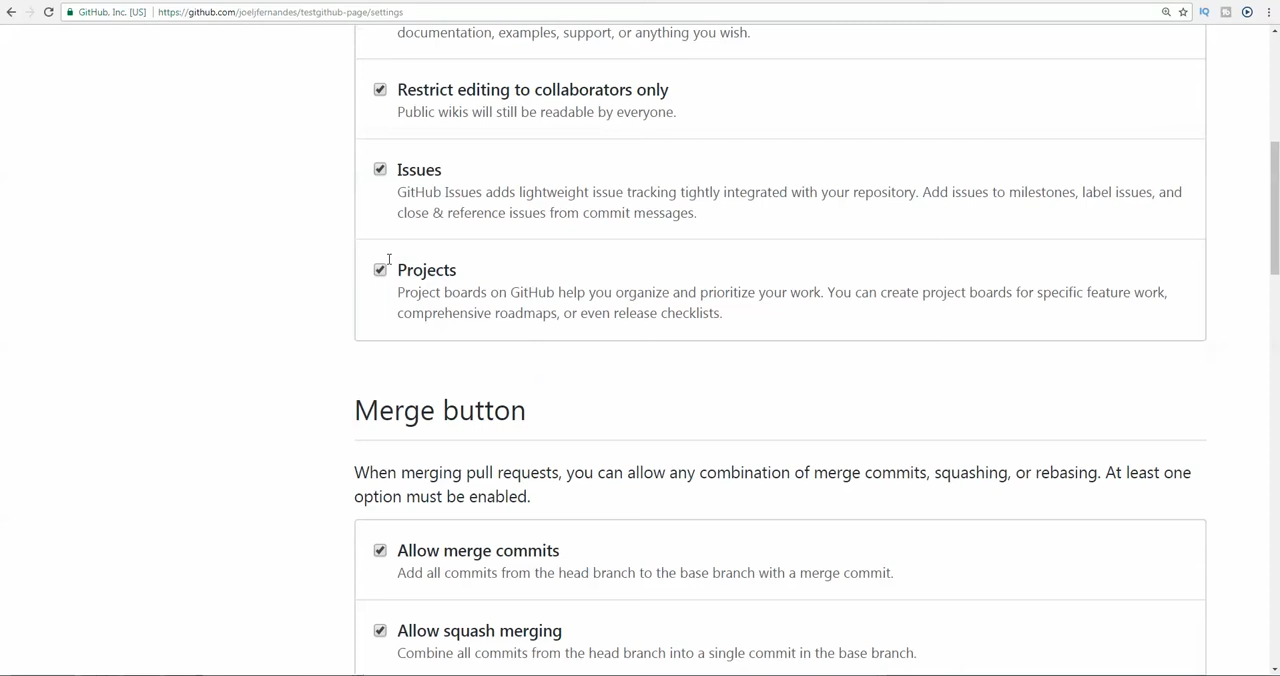 GitHub, Inc. [US] https://github.com/joeljfernandes/testgithub-page/settings
documentation, examples, support, or anything you wish.
Restrict editing to collaborators only
Public wikis will still be readable by everyone.
Issues
GitHub Issues adds lightweight issue tracking tightly integrated with your repository. Add issues to milestones, label issues, and
close & reference issues from commit messages.
Projects
Project boards on GitHub help you organize and prioritize your work. You can create project boards for specific feature work,
comprehensive roadmaps, or even release checklists.
Merge button
When merging pull requests, you can allow any combination of merge commits, squashing, or rebasing. At least one
option must be enabled.
Allow merge commits
Add all commits from the head branch to the base branch with a merge commit.
Allow squash merging
Combine all commits from the head branch into a single commit in the base branch.